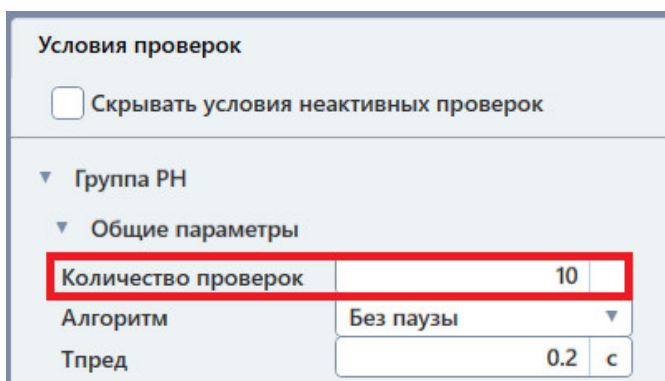 Условия проверок
Скрывать условия неактивных проверок
Группа РН
Общие параметры
Количество проверок 10
Алгоритм Без паузы
Тпред 0.2 с